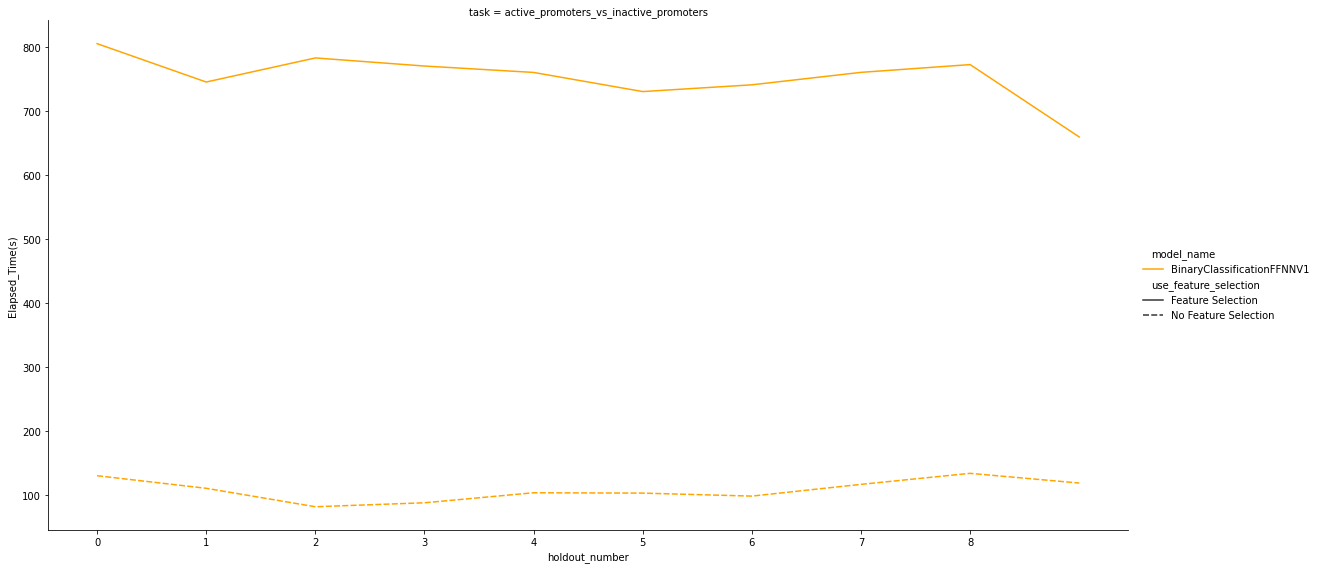 task = active_promoters_vs_inactive_promoters
800
700
600
500
400
300
200
100
Elapsed_Time(s)
0 1 2 3 4 5 6 7 8
holdout_number
model_name
BinaryClassificationFFNNV1
use_feature_selection
Feature Selection
No Feature Selection